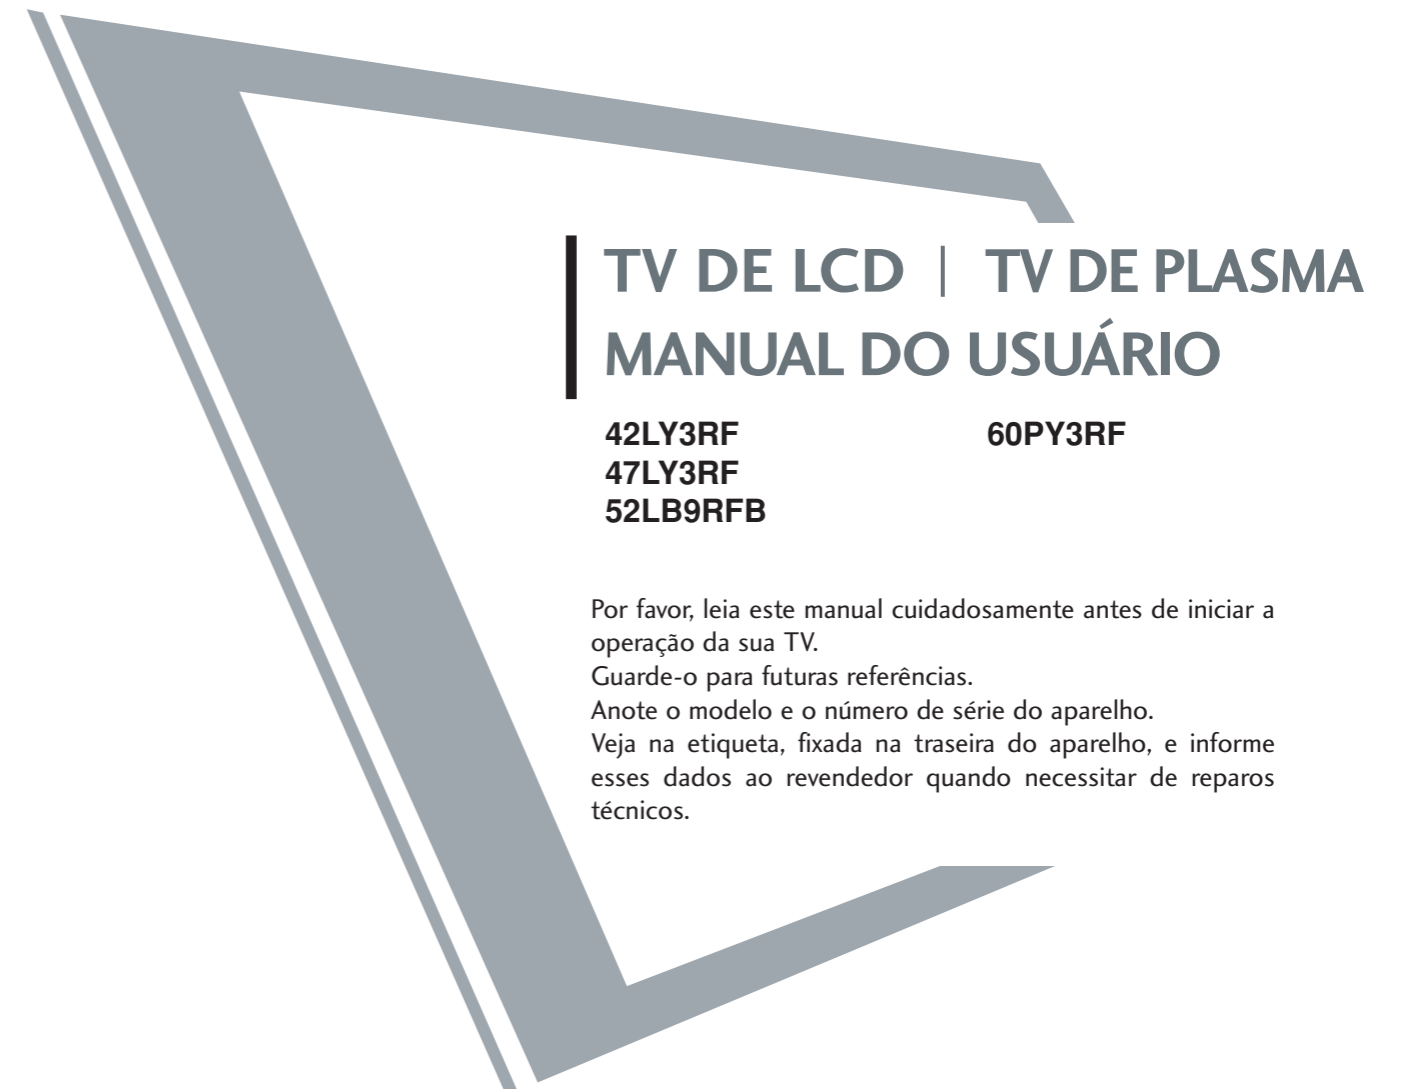 TV DE LCD | TV DE PLASMA
MANUAL DO USUÁRIO
42LY3RF 60PY3RF
47LY3RF
52LB9RFB
Por favor, leia este manual cuidadosamente antes de iniciar a
operação da sua TV.
Guarde-o para futuras referências.
Anote o modelo e o número de série do aparelho.
Veja na etiqueta, fixada na traseira do aparelho, e informe
esses dados ao revendedor quando necessitar de reparos
técnicos.